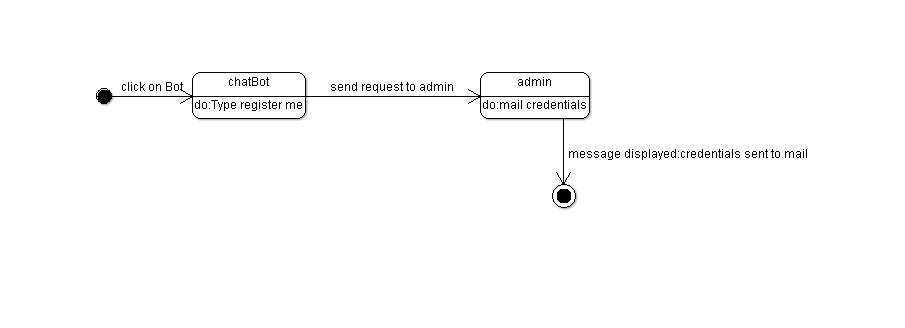 click on Bot
chatBot
do:Type register me
send request to admin
admin
do:mail credentials
message displayed:credentials sent to mail